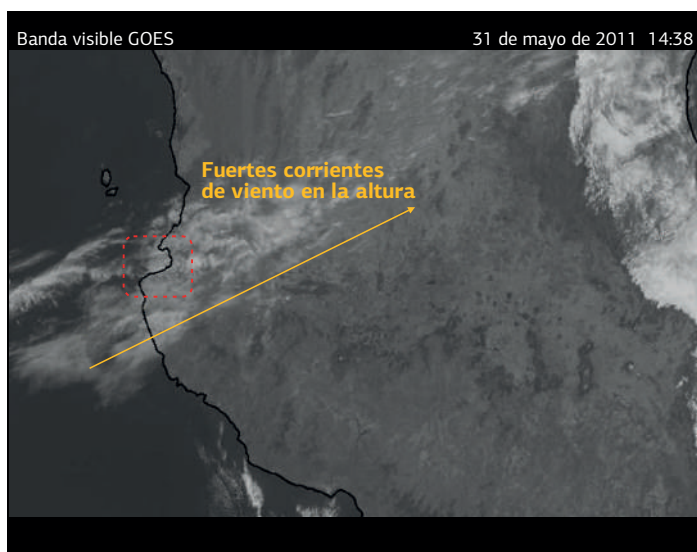 Banda visible GOES
31 de mayo de 2011 14:38
Fuertes corrientes
de viento en la altura